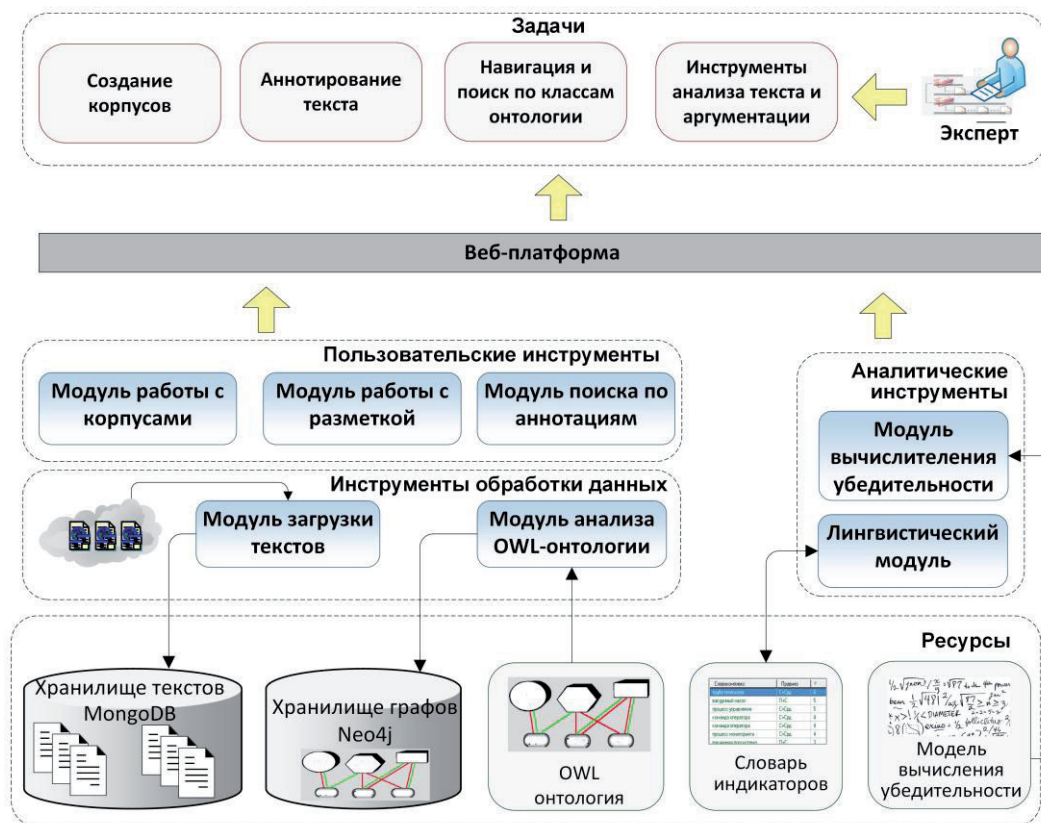 Задачи
Создание
корпусов
Аннотирование
текста
Навигация и
поиск по классам
онтологии
Инструменты
анализа текста и
аргументации
Эксперт
Веб-платформа
Пользовательские инструменты
Модуль работы с
корпусами
Модуль работы с
разметкой
Модуль поиска по
аннотациям
Аналитические
инструменты
Модуль
вычислителения
убедительности
Лингвистический
модуль
Инструменты обработки данных
Модуль загрузки
текстов
Модуль анализа
OWL-онтологии
Ресурсы
Хранилище текстов
MongoDB
Хранилище графов
Neo4j
OWL
онтология
Словарь
индикаторов
Модель
вычисления
убедительности